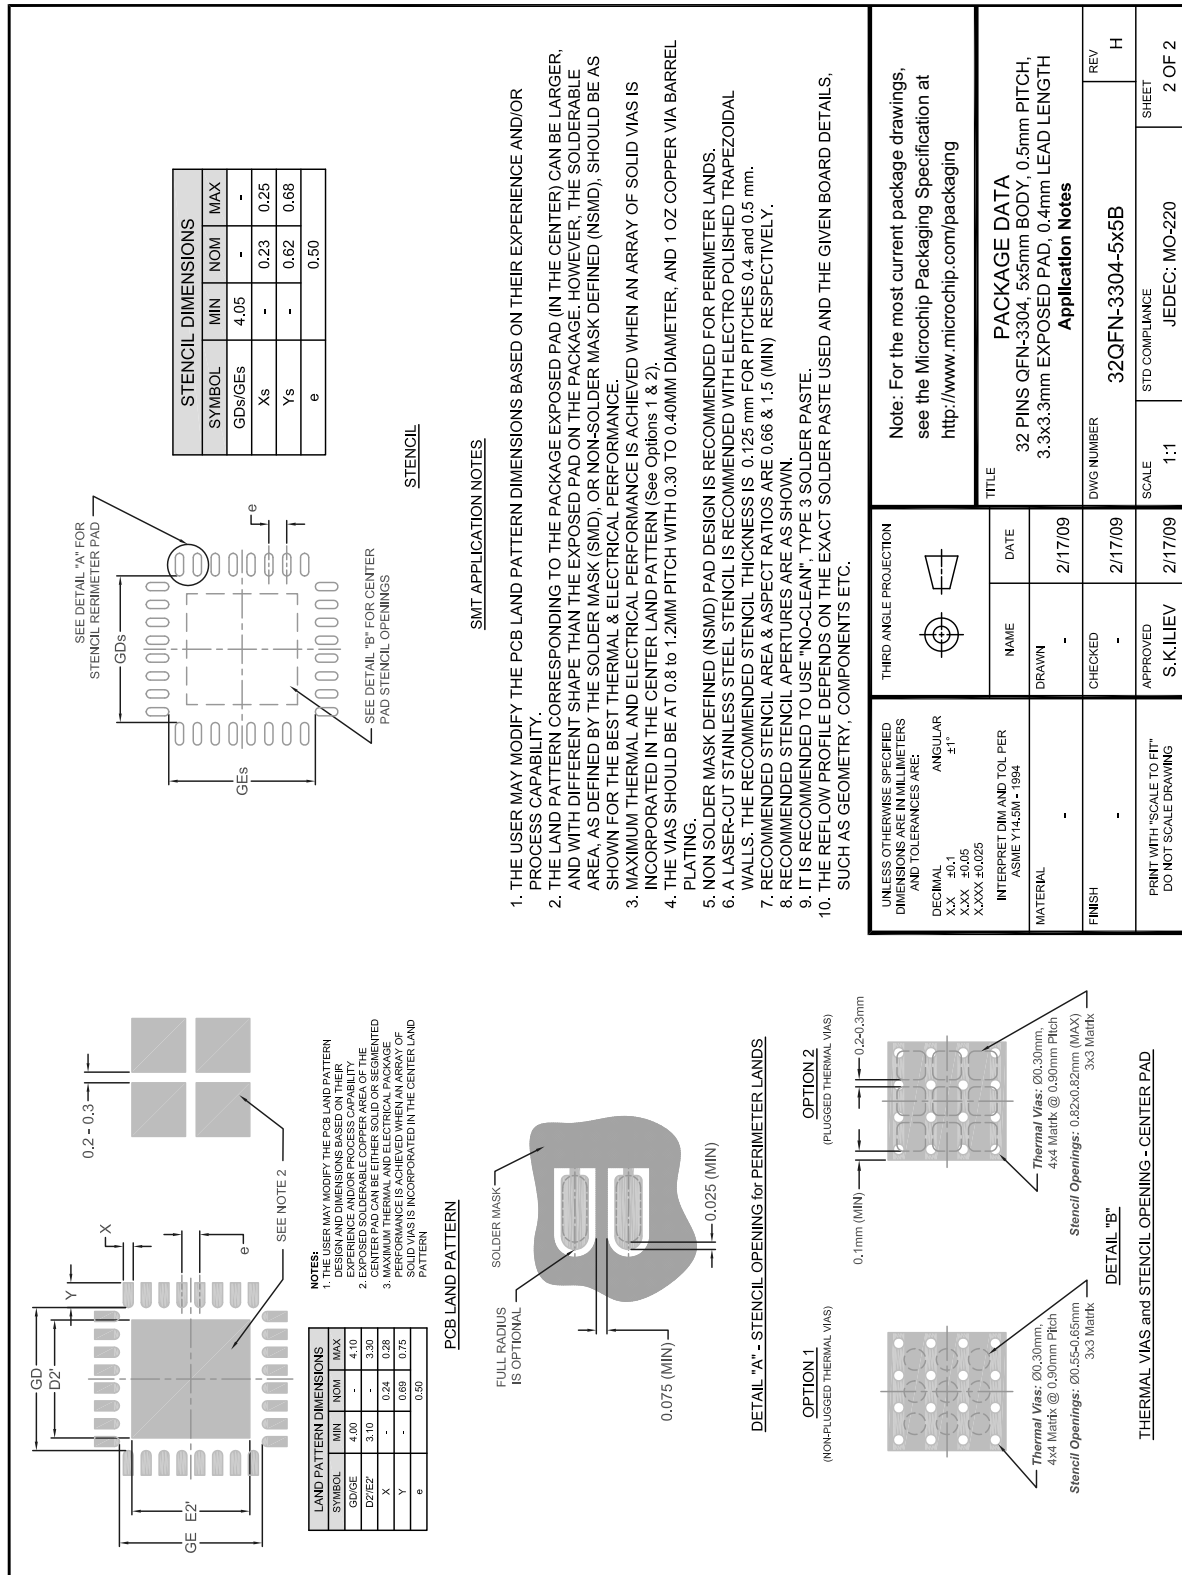 GD
D2'
Y
X
0.2 - 0.3
GE
E2'
e
SEE NOTE 2
LAND PATTERN DIMENSIONS
SYMBOL MIN NOM MAX
GD/GE 4.00 - 4.10
D2'/E2' 3.10 - 3.30
X - 0.24 0.28
Y - 0.69 0.75
e 0.50
NOTES:
1. THE USER MAY MODIFY THE PCB LAND PATTERN
DESIGN AND DIMENSIONS BASED ON THEIR
EXPERIENCE AND/OR PROCESS CAPABILITY
2. EXPOSED SOLDERABLE COPPER AREA OF THE
CENTER PAD CAN BE EITHER SOLID OR SEGMENTED
3. MAXIMUM THERMAL AND ELECTRICAL PACKAGE
PERFORMANCE IS ACHIEVED WHEN AN ARRAY OF
SOLID VIAS IS INCORPORATED IN THE CENTER LAND
PATTERN
PCB LAND PATTERN
SEE DETAIL "A" FOR
STENCIL RERIMETER PAD
GDs
GEs
e
SEE DETAIL "B" FOR CENTER
PAD STENCIL OPENINGS
STENCIL DIMENSIONS
SYMBOL MIN NOM MAX
GDs/GEs 4.05 - -
Xs - 0.23 0.25
Ys - 0.62 0.68
e 0.50
STENCIL
FULL RADIUS
IS OPTIONAL
SOLDER MASK
0.075 (MIN)
0.025 (MIN)
DETAIL "A" - STENCIL OPENING for PERIMETER LANDS
OPTION 1
(NON-PLUGGED THERMAL VIAS)
Thermal Vias: Ø0.30mm,
4x4 Matrix @ 0.90mm Pitch
Stencil Openings: Ø0.55-0.65mm
3x3 Matrix
OPTION 2
(PLUGGED THERMAL VIAS)
0.1mm (MIN)
0.2-0.3mm
Thermal Vias: Ø0.30mm,
4x4 Matrix @ 0.90mm Pitch
Stencil Openings: 0.82x0.82mm (MAX)
3x3 Matrix
DETAIL "B"
THERMAL VIAS and STENCIL OPENING - CENTER PAD
SMT APPLICATION NOTES
1. THE USER MAY MODIFY THE PCB LAND PATTERN DIMENSIONS BASED ON THEIR EXPERIENCE AND/OR
PROCESS CAPABILITY.
2. THE LAND PATTERN CORRESPONDING TO THE PACKAGE EXPOSED PAD (IN THE CENTER) CAN BE LARGER,
AND WITH DIFFERENT SHAPE THAN THE EXPOSED PAD ON THE PACKAGE. HOWEVER, THE SOLDERABLE
AREA, AS DEFINED BY THE SOLDER MASK (SMD), OR NON-SOLDER MASK DEFINED (NSMD), SHOULD BE AS
SHOWN FOR THE BEST THERMAL & ELECTRICAL PERFORMANCE.
3. MAXIMUM THERMAL AND ELECTRICAL PERFORMANCE IS ACHIEVED WHEN AN ARRAY OF SOLID VIAS IS
INCORPORATED IN THE CENTER LAND PATTERN (See Options 1 & 2).
4. THE VIAS SHOULD BE AT 0.8 to 1.2MM PITCH WITH 0.30 TO 0.40MM DIAMETER, AND 1 OZ COPPER VIA BARREL
PLATING.
5. NON SOLDER MASK DEFINED (NSMD) PAD DESIGN IS RECOMMENDED FOR PERIMETER LANDS.
6. A LASER-CUT STAINLESS STEEL STENCIL IS RECOMMENDED WITH ELECTRO POLISHED TRAPEZOIDAL
WALLS. THE RECOMMENDED STENCIL THICKNESS IS 0.125 mm FOR PITCHES 0.4 and 0.5 mm.
7. RECOMMENDED STENCIL AREA & ASPECT RATIOS ARE 0.66 & 1.5 (MIN) RESPECTIVELY.
8. RECOMMENDED STENCIL APERTURES ARE AS SHOWN.
9. IT IS RECOMMENDED TO USE "NO-CLEAN", TYPE 3 SOLDER PASTE.
10. THE REFLOW PROFILE DEPENDS ON THE EXACT SOLDER PASTE USED AND THE GIVEN BOARD DETAILS,
SUCH AS GEOMETRY, COMPONENTS ETC.
UNLESS OTHERWISE SPECIFIED
DIMENSIONS ARE IN MILLIMETERS
AND TOLERANCES ARE:
DECIMAL ANGULAR
X.X ±0.1 ±1°
X.XX ±0.05
X.XXX ±0.025
INTERPRET DIM AND TOL PER
ASME Y14.5M - 1994
MATERIAL
-
FINISH
-
PRINT WITH "SCALE TO FIT"
DO NOT SCALE DRAWING
THIRD ANGLE PROJECTION
NAME DATE
DRAWN
- 2/17/09
CHECKED
- 2/17/09
APPROVED
S.K.ILIEV 2/17/09
Note: For the most current package drawings,
see the Microchip Packaging Specification at
http://www.microchip.com/packaging
TITLE
PACKAGE DATA
32 PINS QFN-3304, 5x5mm BODY, 0.5mm PITCH,
3.3x3.3mm EXPOSED PAD, 0.4mm LEAD LENGTH
Application Notes
DWG NUMBER
32QFN-3304-5x5B
REV
H
SCALE
1:1
STD COMPLIANCE
JEDEC: MO-220
SHEET
2 OF 2